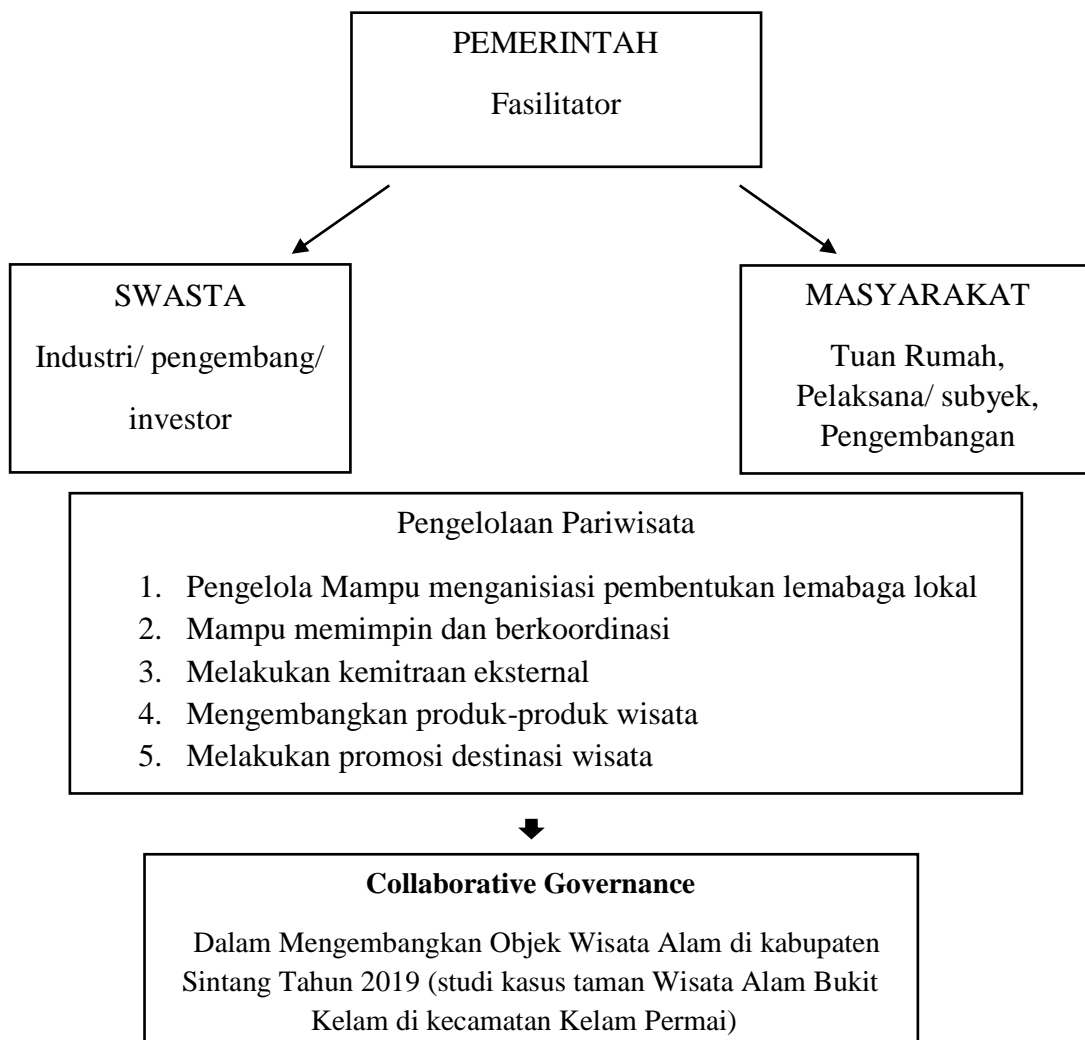 PEMERINTAH
Fasilitator
SWASTA
Industri/ pengembang/
investor
MASYARAKAT
Tuan Rumah,
Pelaksana/ subyek,
Pengembangan
Pengelolaan Pariwisata
1. Pengelola Mampu menganisiasi pembentukan lemabaga lokal
2. Mampu memimpin dan berkoordinasi
3. Melakukan kemitraan eksternal
4. Mengembangkan produk-produk wisata
5. Melakukan promosi destinasi wisata
Collaborative Governance
Dalam Mengembangkan Objek Wisata Alam di kabupaten
Sintang Tahun 2019 (studi kasus taman Wisata Alam Bukit
Kelam di kecamatan Kelam Permai)